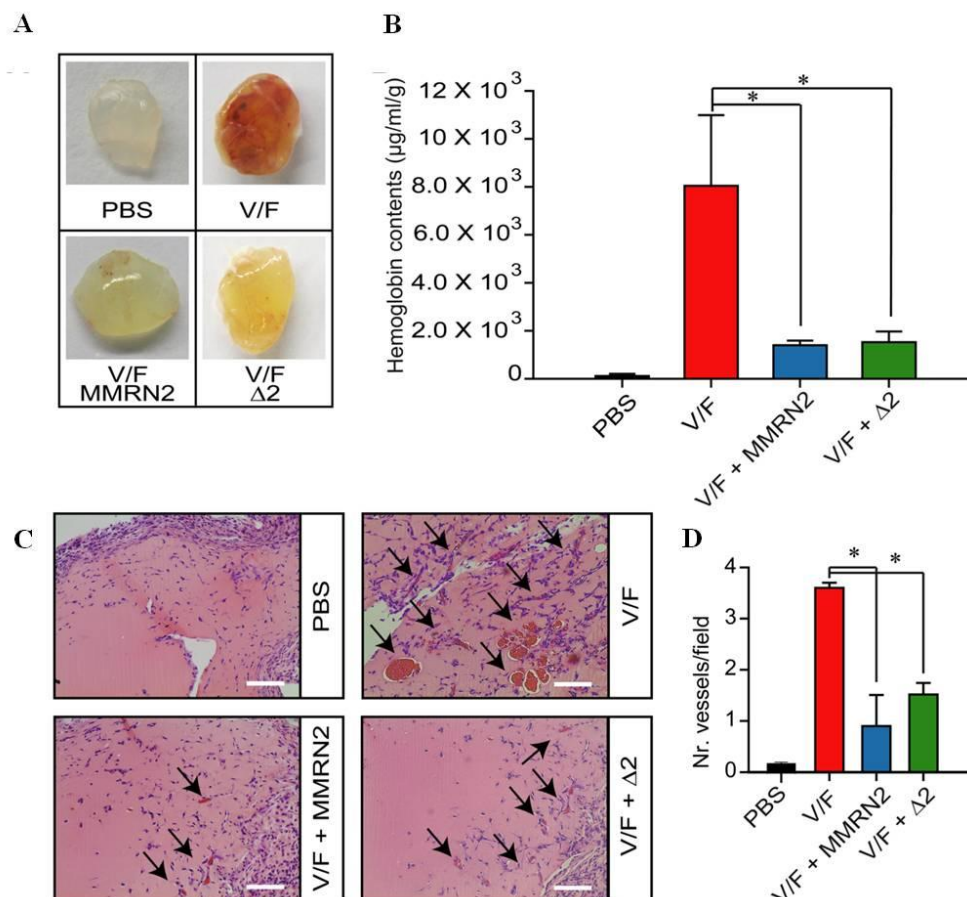 A
PBS
V/F
V/F
MMRN2
V/F
Δ2
B
Hemoglobin contents (µg/ml/g)
12 X 10³
10 X 10³
8.0 X 10³
6.0 X 10³
4.0 X 10³
2.0 X 10³
0
*
*
PBS
V/F
V/F + MMRN2
V/F + Δ2
C
PBS
V/F
V/F + MMRN2
V/F + Δ2
D
Nr. vessels/field
4
3
2
1
0
*
*
PBS
V/F
V/F + MMRN2
V/F + Δ2